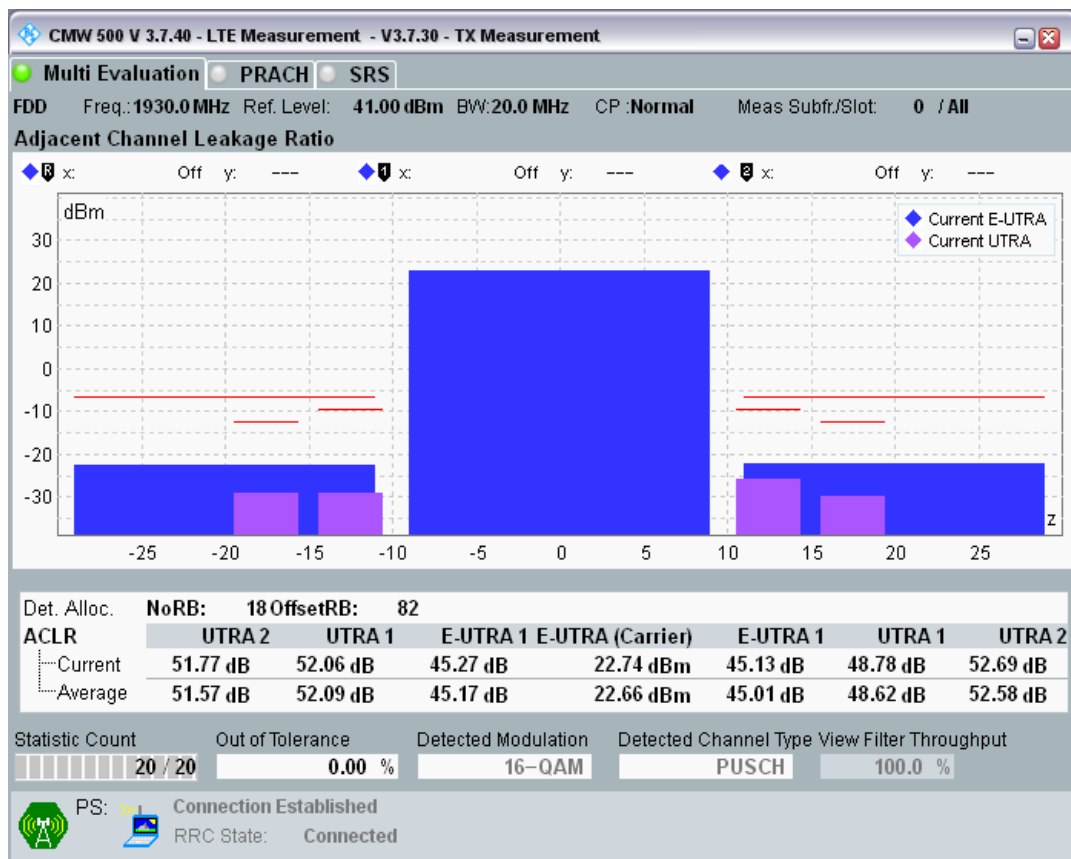 CMW 500 V 3.7.40 - LTE Measurement - V3.7.30 - TX Measurement
Multi Evaluation PRACH SRS
FDD Freq.:1930.0 MHz Ref. Level: 41.00 dBm BW:20.0 MHz CP :Normal Meas Subfr./Slot: 0 / All
Adjacent Channel Leakage Ratio
R x: Off y: --- 1 x: Off y: --- 2 x: Off y: ---
dBm
Current E-UTRA
Current UTRA
30
20
10
0
-10
-20
-30
z
-25 -20 -15 -10 -5 0 5 10 15 20 25
Det. Alloc. NoRB: 18 OffsetRB: 82
ACLR UTRA 2 UTRA 1 E-UTRA 1 E-UTRA (Carrier) E-UTRA 1 UTRA 1 UTRA 2
Current 51.77 dB 52.06 dB 45.27 dB 22.74 dBm 45.13 dB 48.78 dB 52.69 dB
Average 51.57 dB 52.09 dB 45.17 dB 22.66 dBm 45.01 dB 48.62 dB 52.58 dB
Statistic Count Out of Tolerance Detected Modulation Detected Channel Type View Filter Throughput
20 / 20 0.00 % 16-QAM PUSCH 100.0 %
PS: Connection Established
RRC State: Connected